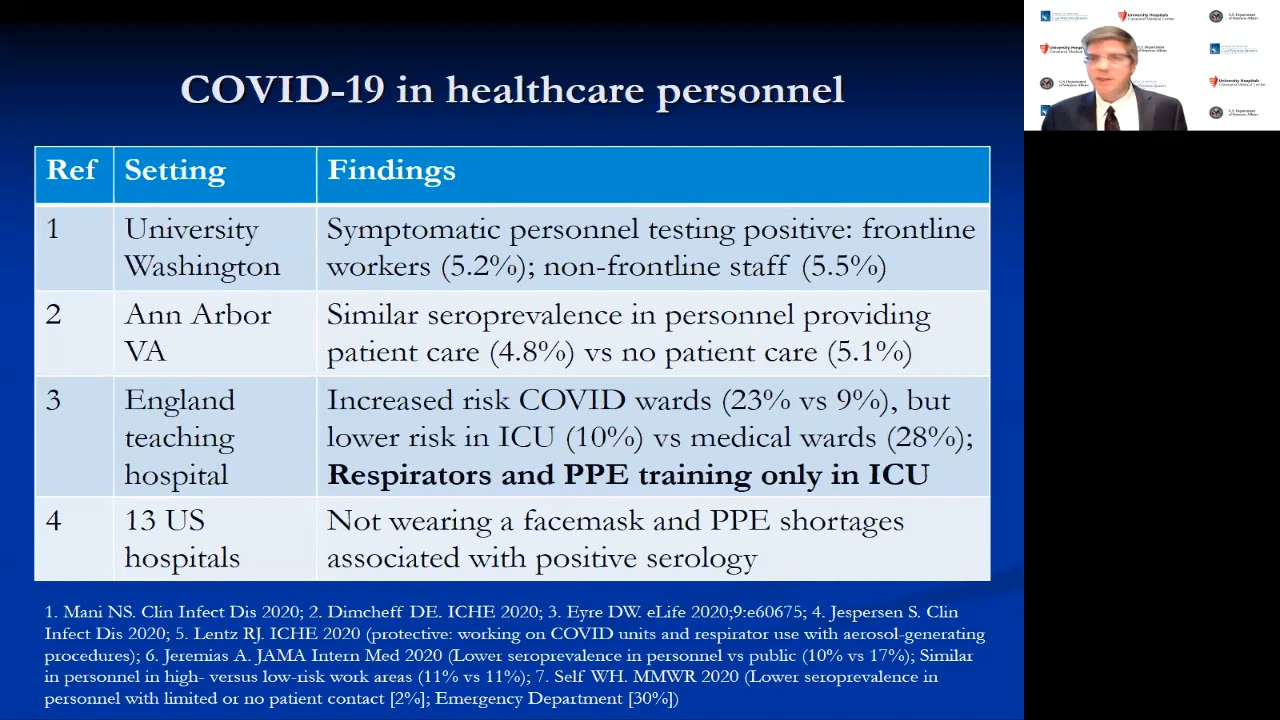 COVID-19 in healthcare personnel
Ref Setting Findings
1 University Washington Symptomatic personnel testing positive: frontline workers (5.2%); non-frontline staff (5.5%)
2 Ann Arbor VA Similar seroprevalence in personnel providing patient care (4.8%) vs no patient care (5.1%)
3 England teaching hospital Increased risk COVID wards (23% vs 9%), but lower risk in ICU (10%) vs medical wards (28%); Respirators and PPE training only in ICU
4 13 US hospitals Not wearing a facemask and PPE shortages associated with positive serology
1. Mani NS. Clin Infect Dis 2020; 2. Dimcheff DE. ICHE 2020; 3. Eyre DW. eLife 2020;9:e60675; 4. Jespersen S. Clin
Infect Dis 2020; 5. Lentz RJ. ICHE 2020 (protective: working on COVID units and respirator use with aerosol-generating
procedures); 6. Jeremias A. JAMA Intern Med 2020 (Lower seroprevalence in personnel vs public (10% vs 17%); Similar
in personnel in high- versus low-risk work areas (11% vs 11%); 7. Self WH. MMWR 2020 (Lower seroprevalence in
personnel with limited or no patient contact [2%]; Emergency Department [30%])
University Hospitals
Cleveland Medical Center
U.S. Department
of Veterans Affairs